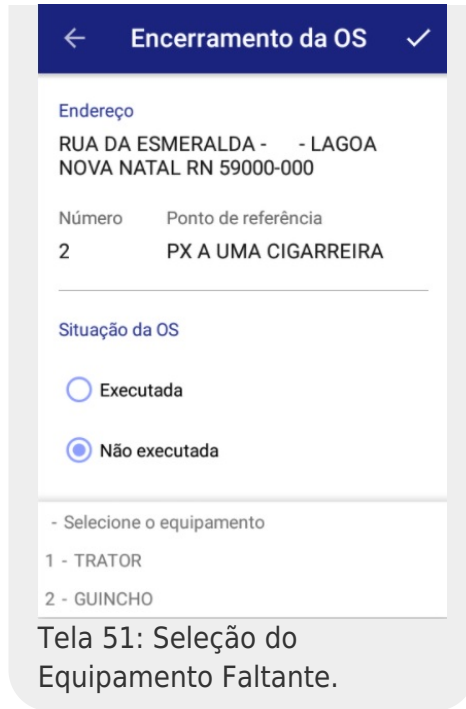 Encerramento da OS
Endereço
RUA DA ESMERALDA - - LAGOA
NOVA NATAL RN 59000-000
Número Ponto de referência
2 PX A UMA CIGARREIRA
Situação da OS
Executada
Não executada
- Selecione o equipamento
1 - TRATOR
2 - GUINCHO
Tela 51: Seleção do
Equipamento Faltante.